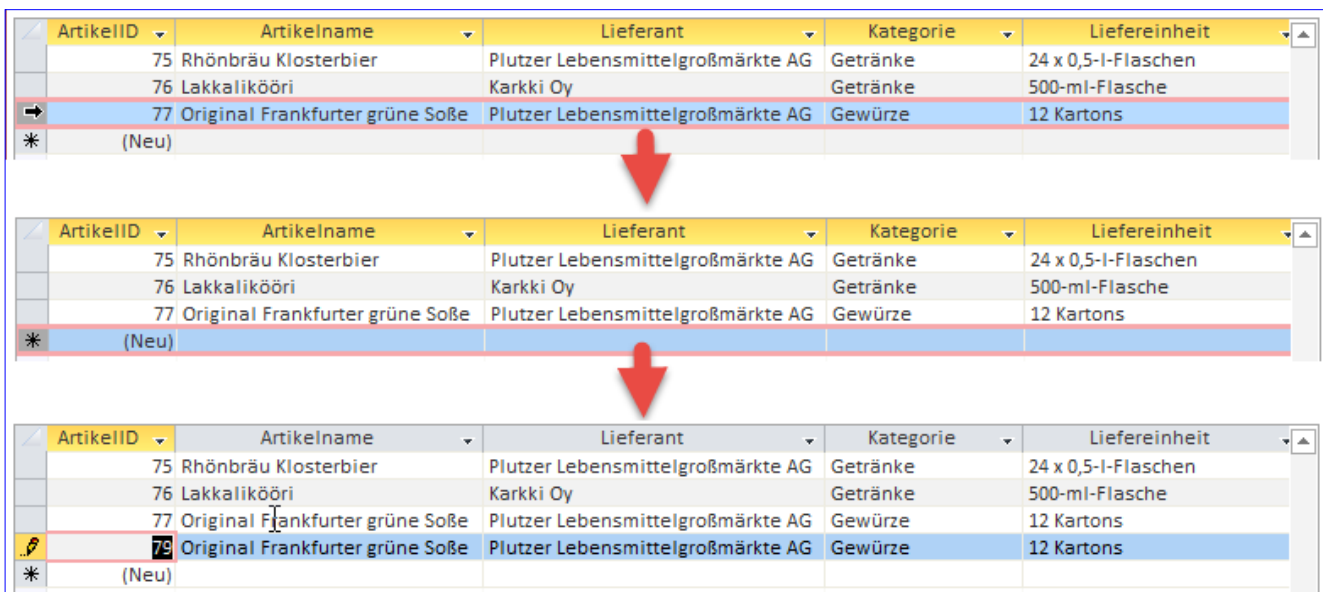 ArtikelID Artikelname Lieferant Kategorie Liefereinheit
75 Rhönbräu Klosterbier Plutzer Lebensmittelgroßmärkte AG Getränke 24 x 0,5-l-Flaschen
76 Lakkalikööri Karkki Oy Getränke 500-ml-Flasche
77 Original Frankfurter grüne Soße Plutzer Lebensmittelgroßmärkte AG Gewürze 12 Kartons
(Neu)
ArtikelID Artikelname Lieferant Kategorie Liefereinheit
75 Rhönbräu Klosterbier Plutzer Lebensmittelgroßmärkte AG Getränke 24 x 0,5-l-Flaschen
76 Lakkalikööri Karkki Oy Getränke 500-ml-Flasche
77 Original Frankfurter grüne Soße Plutzer Lebensmittelgroßmärkte AG Gewürze 12 Kartons
(Neu)
ArtikelID Artikelname Lieferant Kategorie Liefereinheit
75 Rhönbräu Klosterbier Plutzer Lebensmittelgroßmärkte AG Getränke 24 x 0,5-l-Flaschen
76 Lakkalikööri Karkki Oy Getränke 500-ml-Flasche
77 Original Frankfurter grüne Soße Plutzer Lebensmittelgroßmärkte AG Gewürze 12 Kartons
79 Original Frankfurter grüne Soße Plutzer Lebensmittelgroßmärkte AG Gewürze 12 Kartons
(Neu)